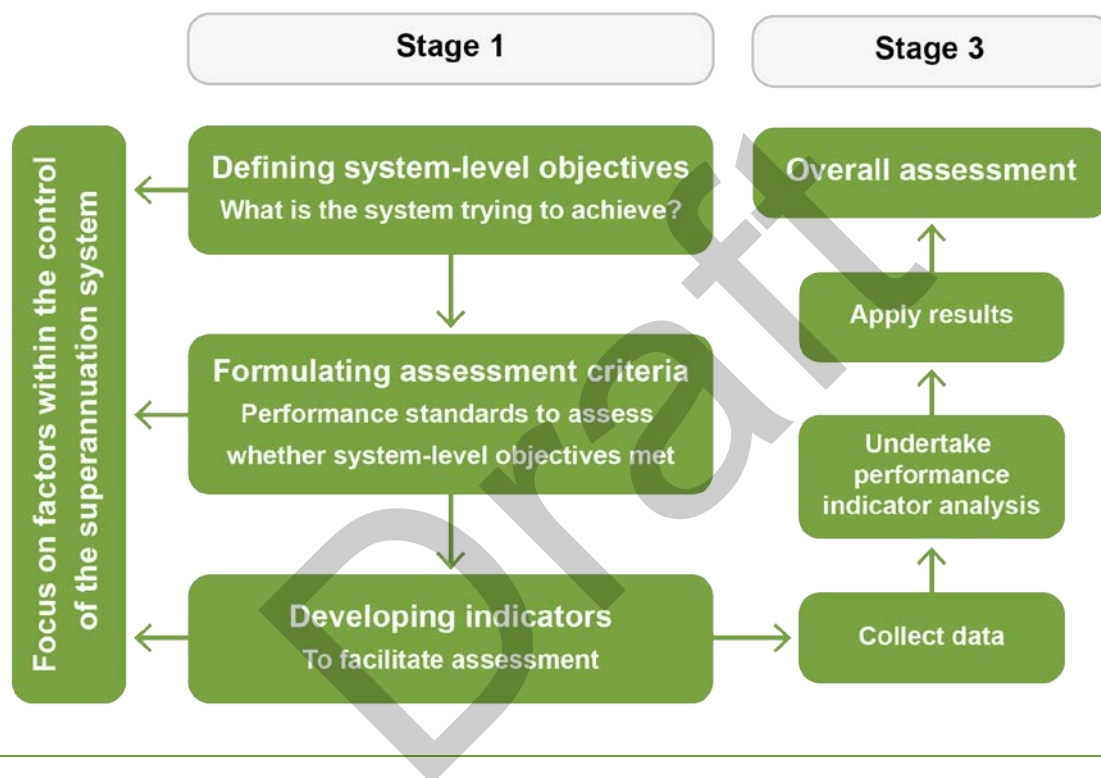 Stage 1
Stage 3
Focus on factors within the control
of the superannuation system
Defining system-level objectives
What is the system trying to achieve?
Formulating assessment criteria
Performance standards to assess
whether system-level objectives met
Developing indicators
To facilitate assessment
Overall assessment
Apply results
Undertake
performance
indicator analysis
Collect data
Draft